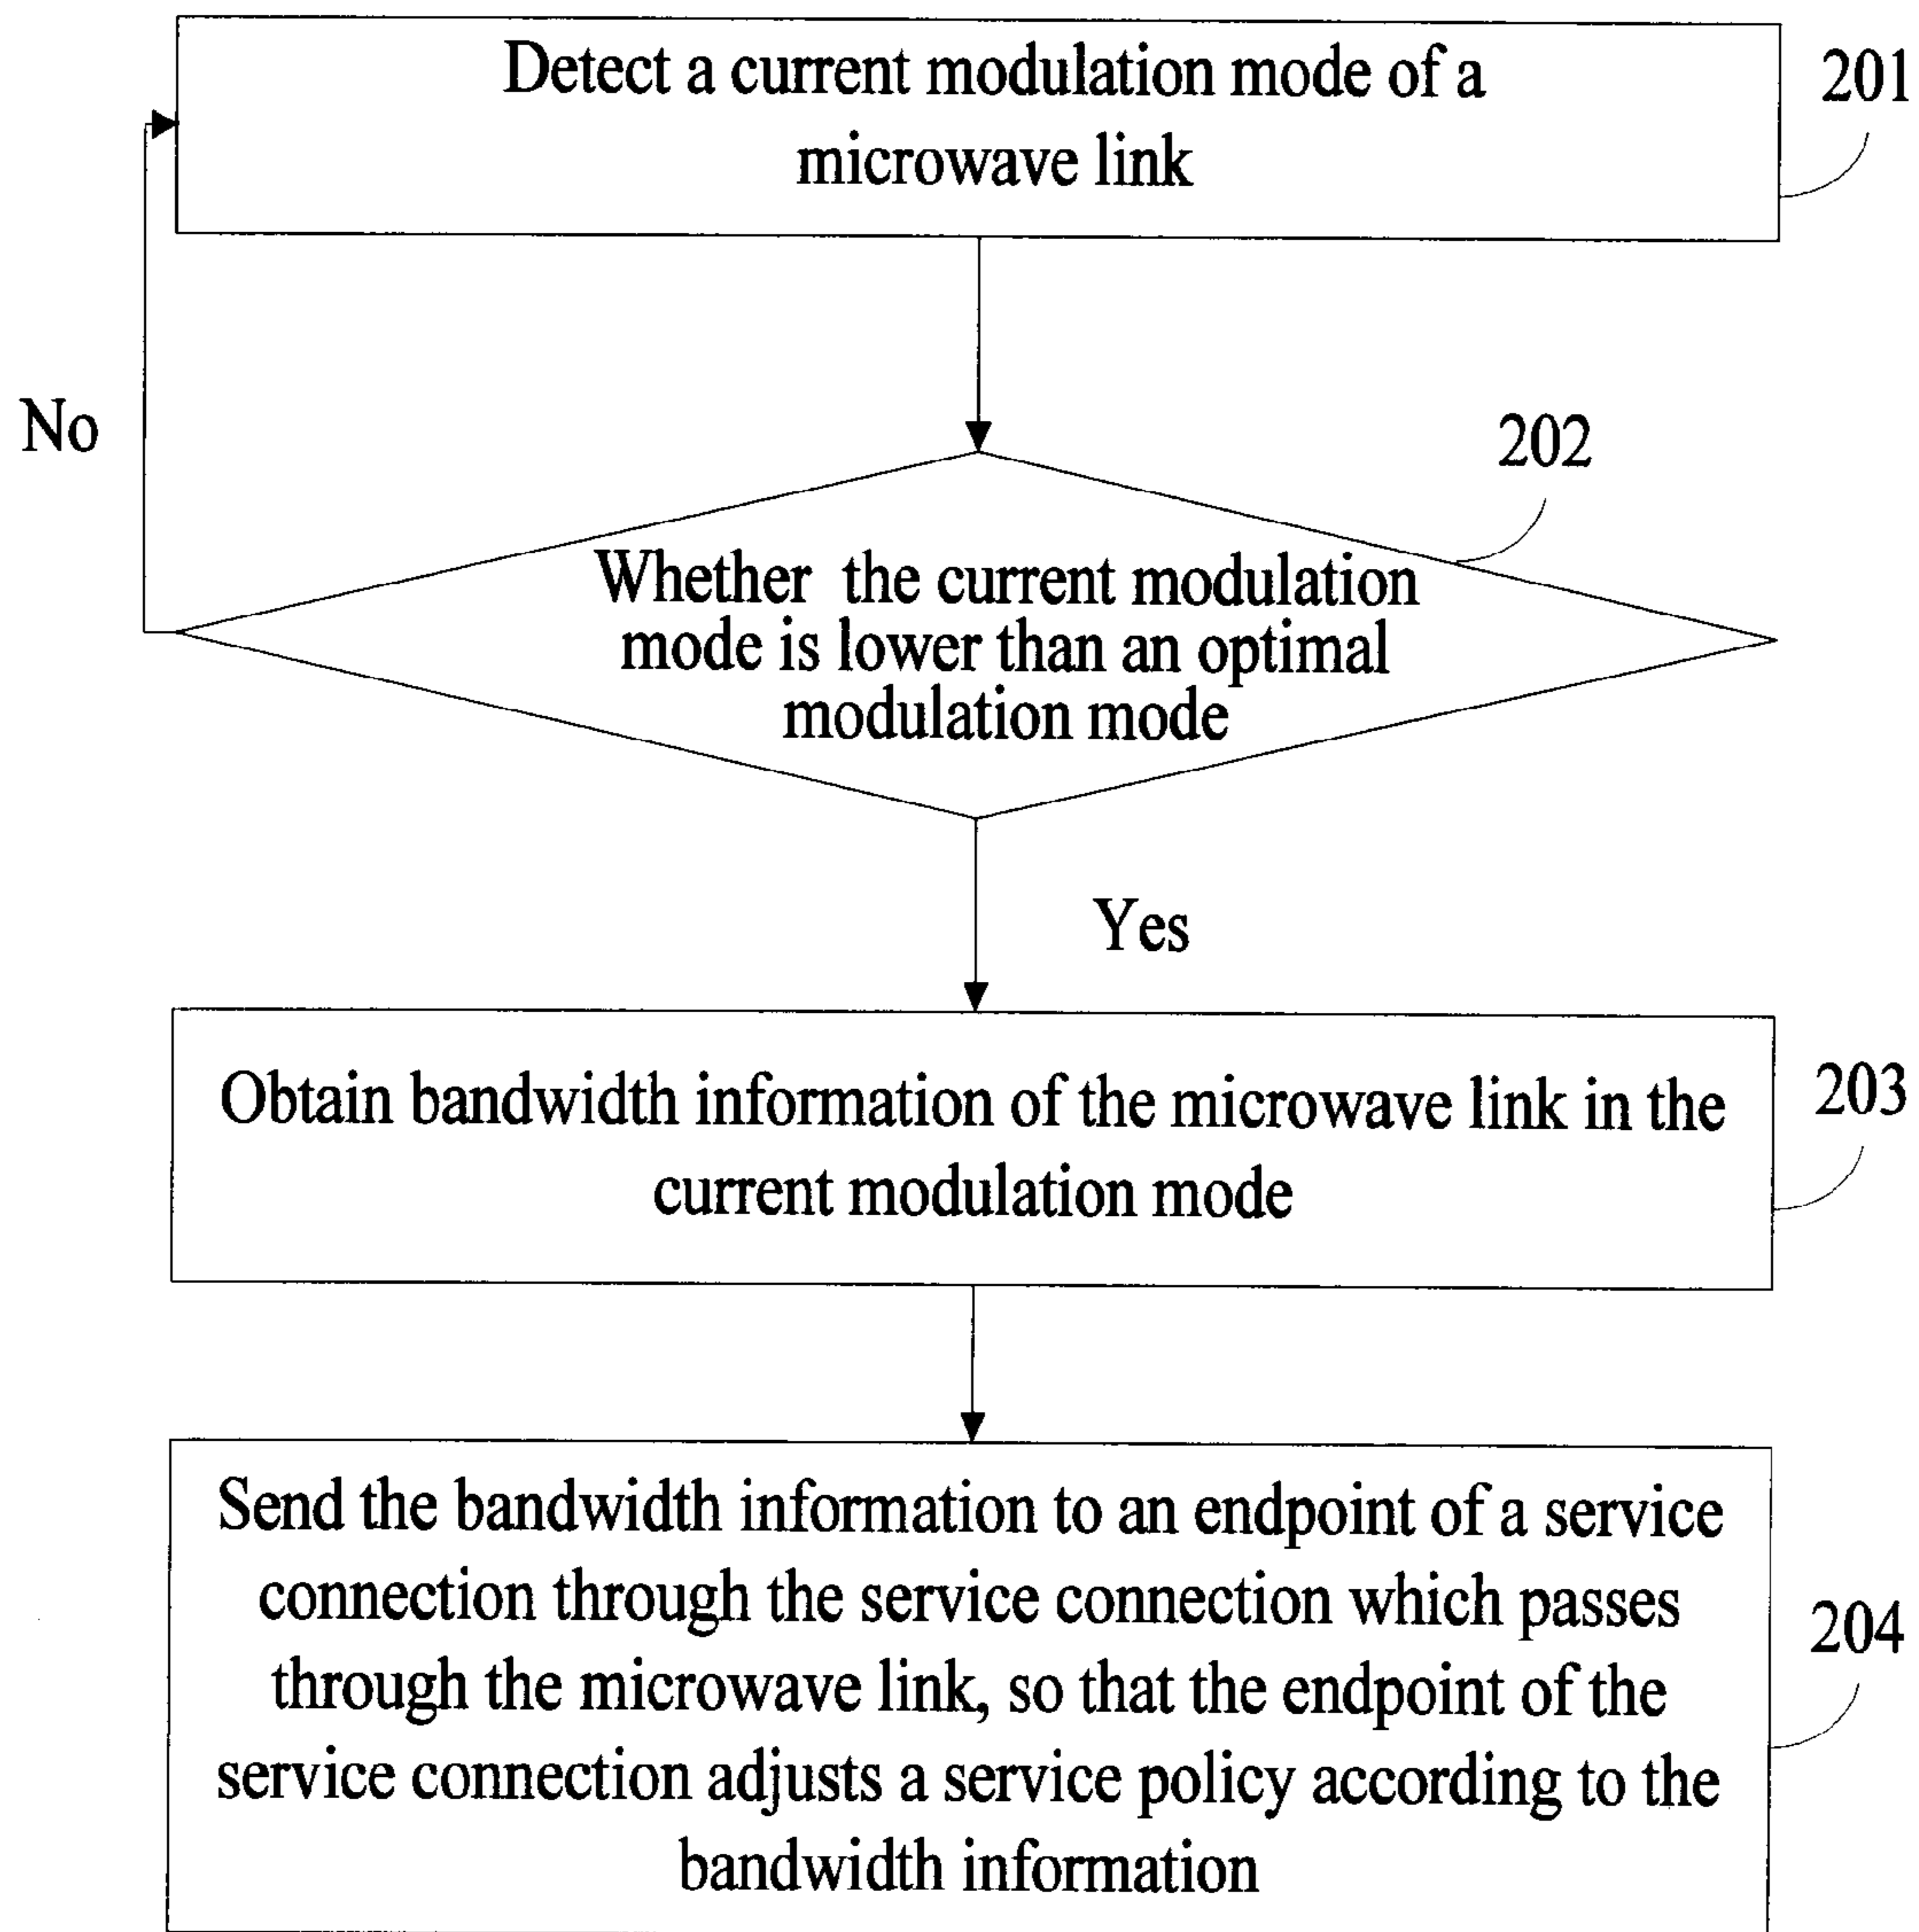 Detect a current modulation mode of a
microwave link
201
No
202
Whether the current modulation
mode is lower than an optimal
modulation mode
Yes
Obtain bandwidth information of the microwave link in the
current modulation mode
203
Send the bandwidth information to an endpoint of a service
connection through the service connection which passes
through the microwave link, so that the endpoint of the
service connection adjusts a service policy according to the
bandwidth information
204